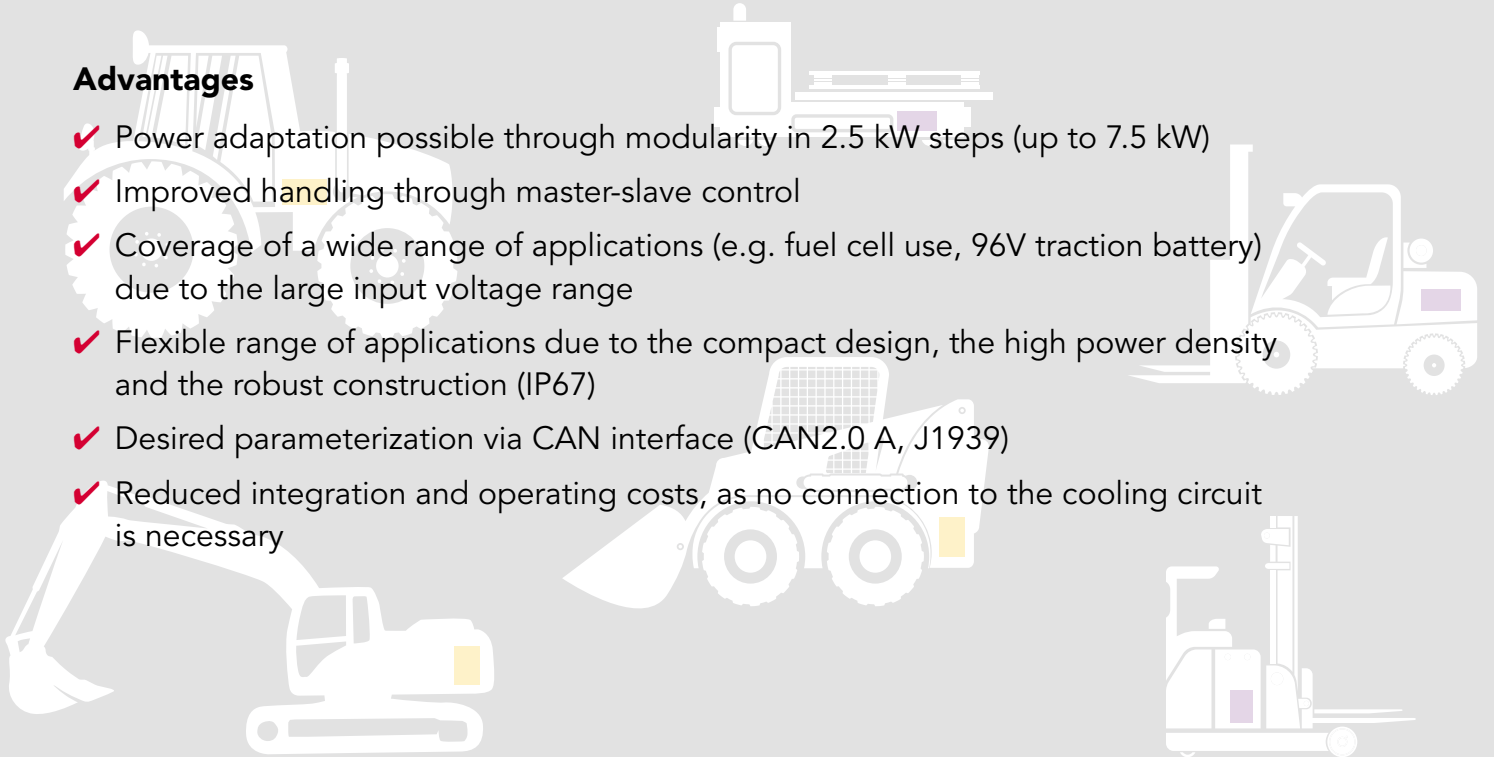 Advantages
✔ Power adaptation possible through modularity in 2.5 kW steps (up to 7.5 kW)
✔ Improved handling through master-slave control
✔ Coverage of a wide range of applications (e.g. fuel cell use, 96V traction battery)
due to the large input voltage range
✔ Flexible range of applications due to the compact design, the high power density
and the robust construction (IP67)
✔ Desired parameterization via CAN interface (CAN2.0 A, J1939)
✔ Reduced integration and operating costs, as no connection to the cooling circuit
is necessary